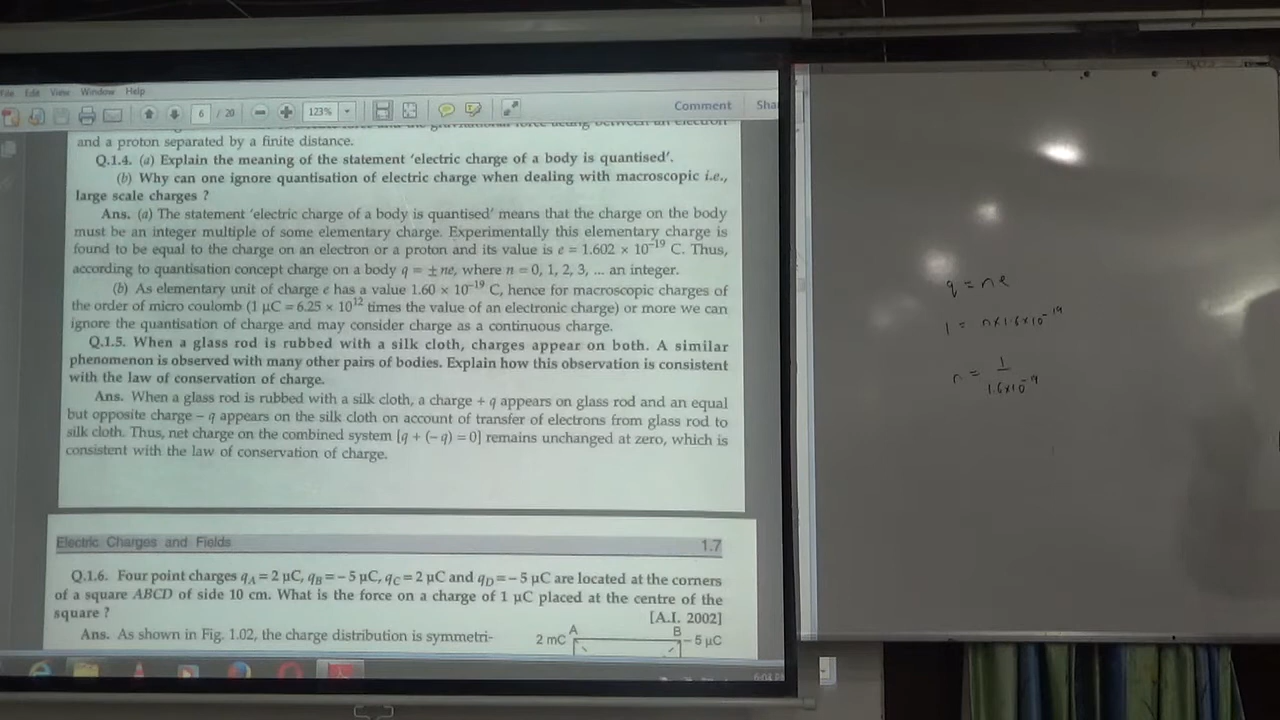 File Edit View Window Help
6 / 20 123% Comment Sha
and a proton separated by a finite distance.
Q.1.4. (a) Explain the meaning of the statement ‘electric charge of a body is quantised’.
(b) Why can one ignore quantisation of electric charge when dealing with macroscopic i.e.,
large scale charges ?
Ans. (a) The statement ‘electric charge of a body is quantised’ means that the charge on the body
must be an integer multiple of some elementary charge. Experimentally this elementary charge is
found to be equal to the charge on an electron or a proton and its value is e = 1.602 × 10⁻¹⁹ C. Thus,
according to quantisation concept charge on a body q = ± ne, where n = 0, 1, 2, 3, ... an integer.
(b) As elementary unit of charge e has a value 1.60 × 10⁻¹⁹ C, hence for macroscopic charges of
the order of micro coulomb (1 μC = 6.25 × 10¹² times the value of an electronic charge) or more we can
ignore the quantisation of charge and may consider charge as a continuous charge.
Q.1.5. When a glass rod is rubbed with a silk cloth, charges appear on both. A similar
phenomenon is observed with many other pairs of bodies. Explain how this observation is consistent
with the law of conservation of charge.
Ans. When a glass rod is rubbed with a silk cloth, a charge + q appears on glass rod and an equal
but opposite charge – q appears on the silk cloth on account of transfer of electrons from glass rod to
silk cloth. Thus, net charge on the combined system [q + (– q) = 0] remains unchanged at zero, which is
consistent with the law of conservation of charge.
Electric Charges and Fields 1.7
Q.1.6. Four point charges qA = 2 μC, qB = – 5 μC, qC = 2 μC and qD = – 5 μC are located at the corners
of a square ABCD of side 10 cm. What is the force on a charge of 1 μC placed at the centre of the
square ? [A.I. 2002]
Ans. As shown in Fig. 1.02, the charge distribution is symmetri-
A B
2 mC – 5 μC
q = ne
1 = n×1.6×10⁻¹⁹
n = 1
1.6×10⁻⁹